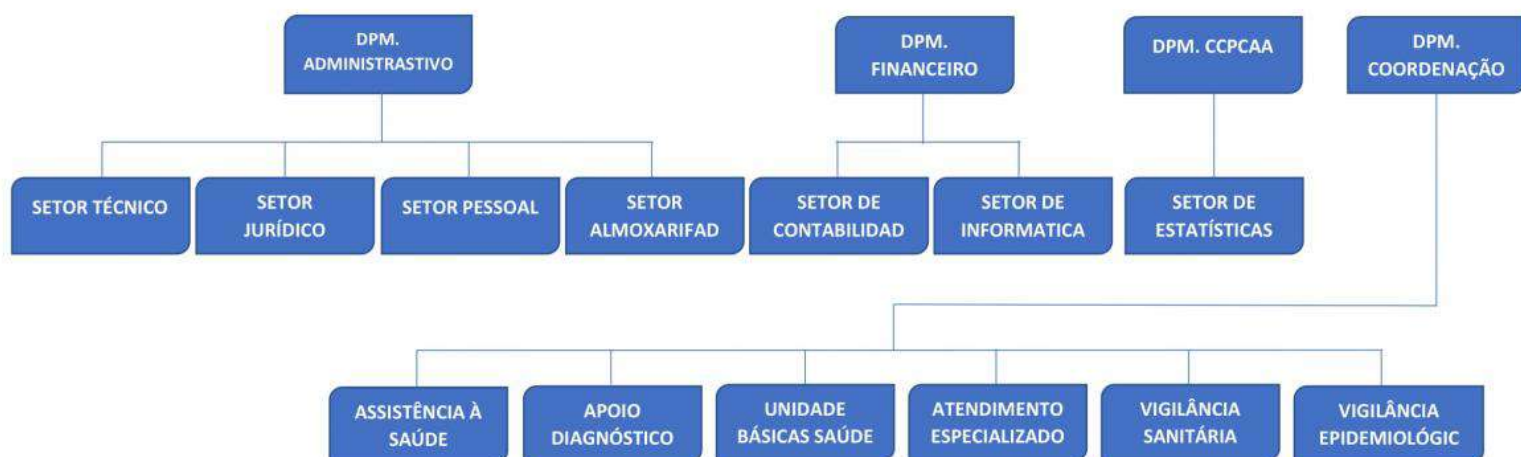 DPM.
ADMINISTRASTIVO
DPM.
FINANCEIRO
DPM. CCPCAA
DPM.
COORDENAÇÃO
SETOR TÉCNICO
SETOR
JURÍDICO
SETOR PESSOAL
SETOR
ALMOXARIFAD
SETOR DE
CONTABILIDAD
SETOR DE
INFORMATICA
SETOR DE
ESTATÍSTICAS
ASSISTÊNCIA À
SAÚDE
APOIO
DIAGNÓSTICO
UNIDADE
BÁSICAS SAÚDE
ATENDIMENTO
ESPECIALIZADO
VIGILÂNCIA
SANITÁRIA
VIGILÂNCIA
EPIDEMIOLÓGIC